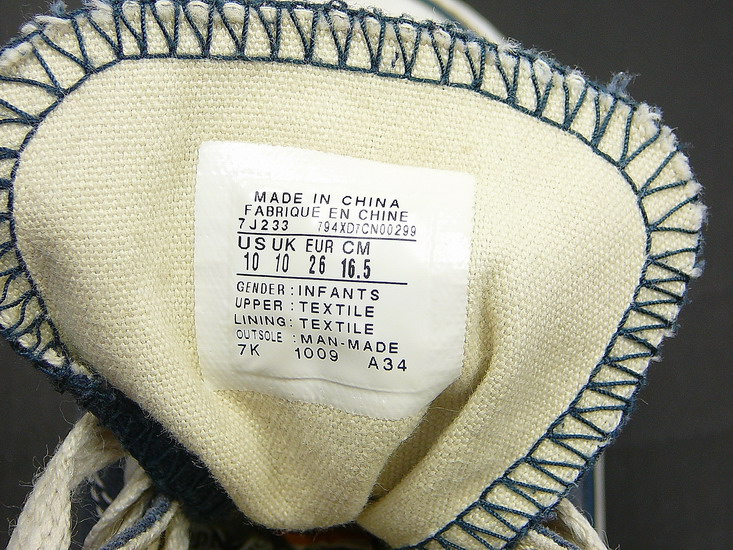 MADE IN CHINA
FABRIQUE EN CHINE
7J233 794XD7CN00299
US UK EUR CM
10 10 26 16.5
GENDER : INFANTS
UPPER : TEXTILE
LINING : TEXTILE
OUTSOLE : MAN-MADE
7K 1009 A34